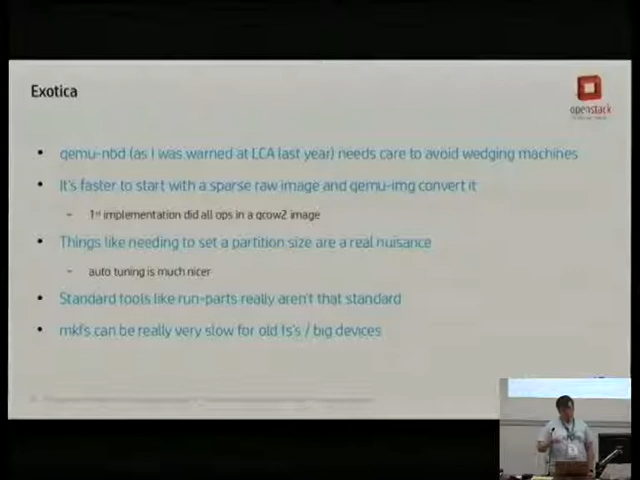 Exotica
openstack
• qemu-nbd (as I was warned at LCA last year) needs care to avoid wedging machines
• It's faster to start with a sparse raw image and qemu-img convert it
– 1st implementation did all ops in a qcow2 image
• Things like needing to set a partition size are a real nuisance
– auto tuning is much nicer
• Standard tools like run-parts really aren't that standard
• mkfs can be really very slow for old fs's / big devices